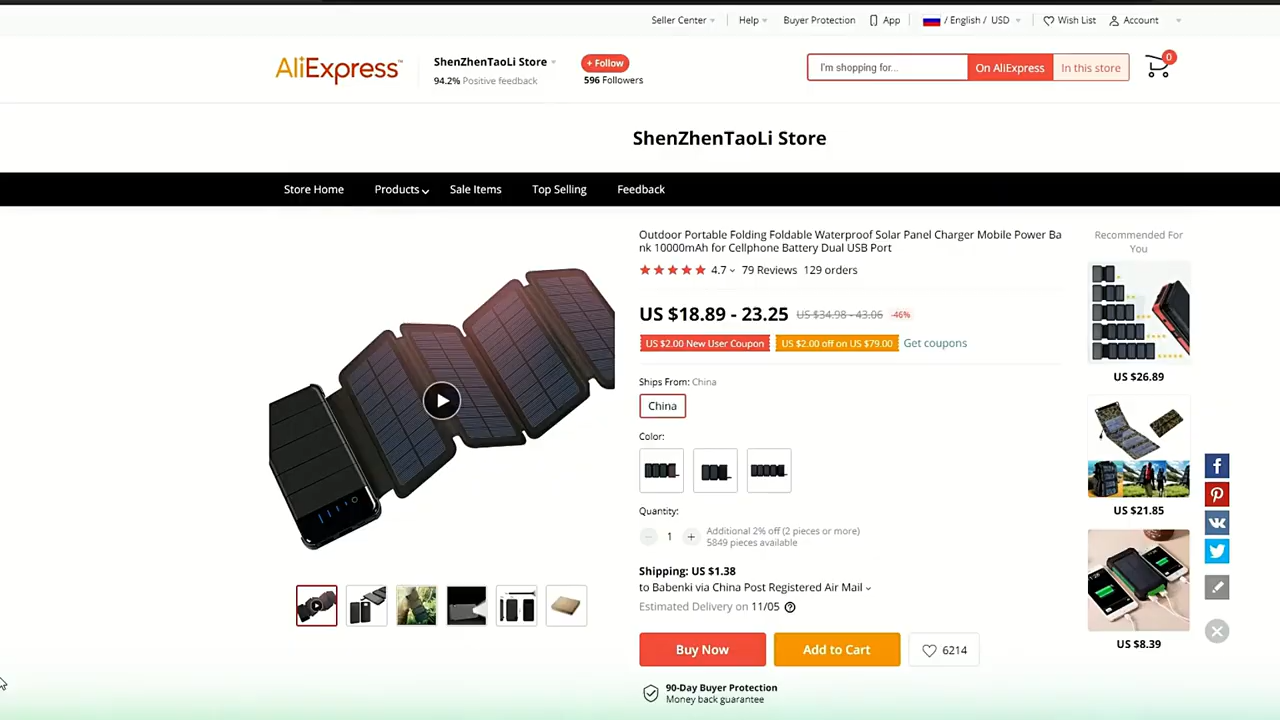 Seller Center
Help
Buyer Protection
App
/ English / USD
Wish List
Account
AliExpress
ShenZhenTaoLi Store
94.2% Positive feedback
+ Follow
596 Followers
I'm shopping for...
On AliExpress
In this store
0
ShenZhenTaoLi Store
Store Home
Products
Sale Items
Top Selling
Feedback
Outdoor Portable Folding Foldable Waterproof Solar Panel Charger Mobile Power Ba
nk 10000mAh for Cellphone Battery Dual USB Port
4.7
79 Reviews
129 orders
US $18.89 - 23.25
US $34.98 - 43.06
-46%
US $2.00 New User Coupon
US $2.00 off on US $79.00
Get coupons
Ships From: China
China
Color:
Quantity:
1
Additional 2% off (2 pieces or more)
5849 pieces available
Shipping: US $1.38
to Babenki via China Post Registered Air Mail
Estimated Delivery on 11/05
Buy Now
Add to Cart
6214
90-Day Buyer Protection
Money back guarantee
Recommended For
You
US $26.89
US $21.85
US $8.39